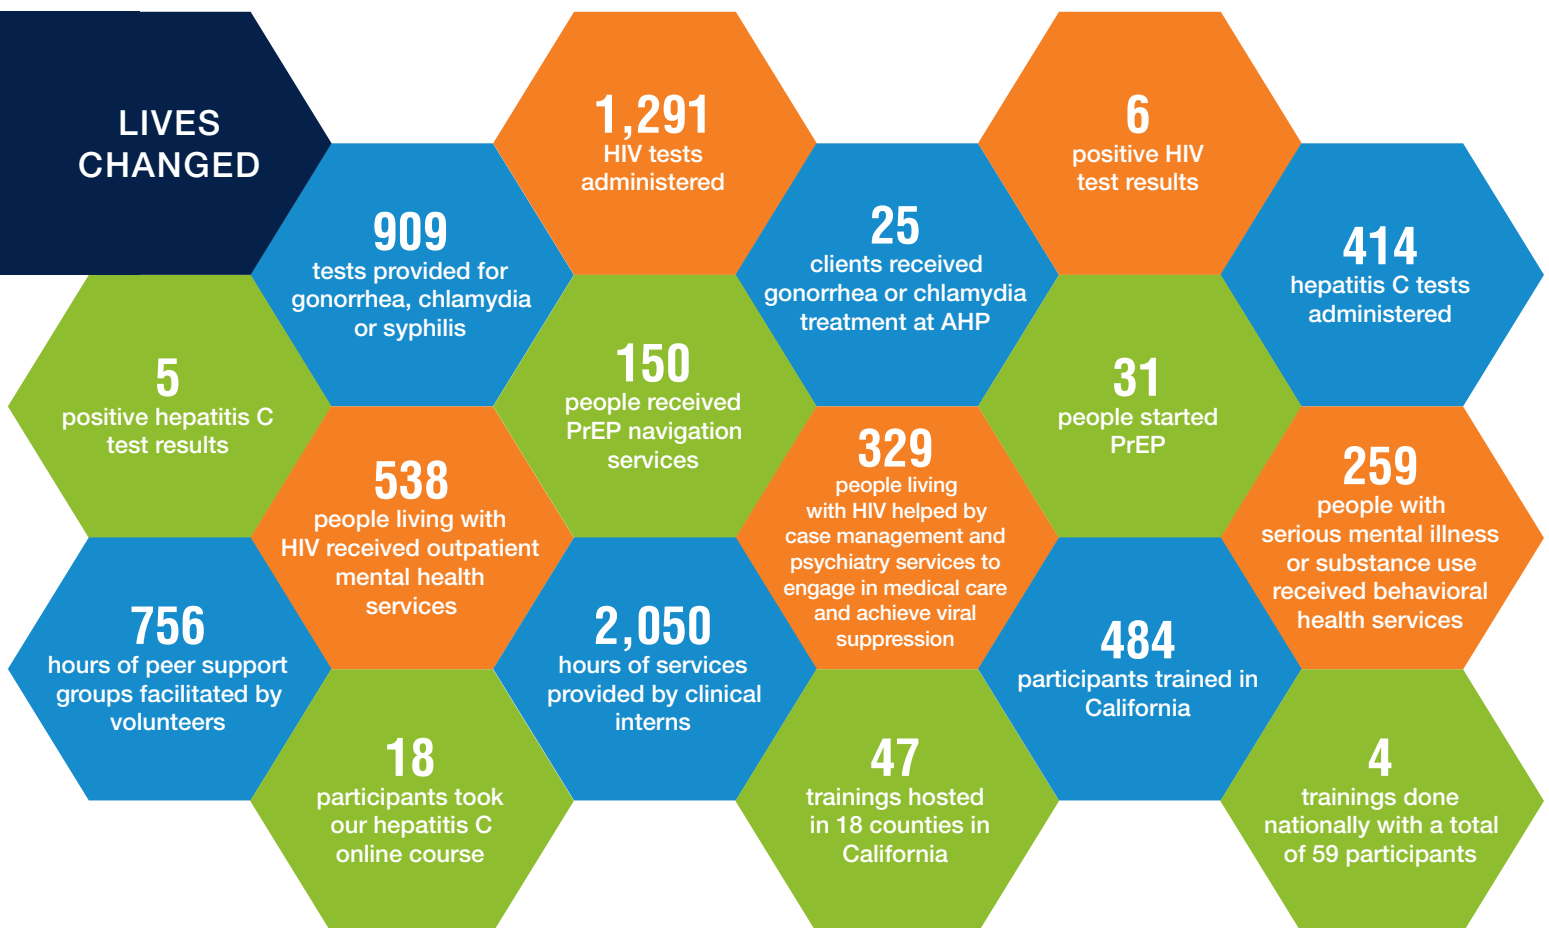 LIVES
CHANGED
1,291
HIV tests
administered
6
positive HIV
test results
909
tests provided for
gonorrhea, chlamydia
or syphilis
25
clients received
gonorrhea or chlamydia
treatment at AHP
414
hepatitis C tests
administered
5
positive hepatitis C
test results
150
people received
PrEP navigation
services
31
people started
PrEP
538
people living with
HIV received outpatient
mental health
services
329
people living
with HIV helped by
case management and
psychiatry services to
engage in medical care
and achieve viral
suppression
259
people with
serious mental illness
or substance use
received behavioral
health services
756
hours of peer support
groups facilitated by
volunteers
2,050
hours of services
provided by clinical
interns
484
participants trained in
California
18
participants took
our hepatitis C
online course
47
trainings hosted
in 18 counties in
California
4
trainings done
nationally with a total
of 59 participants